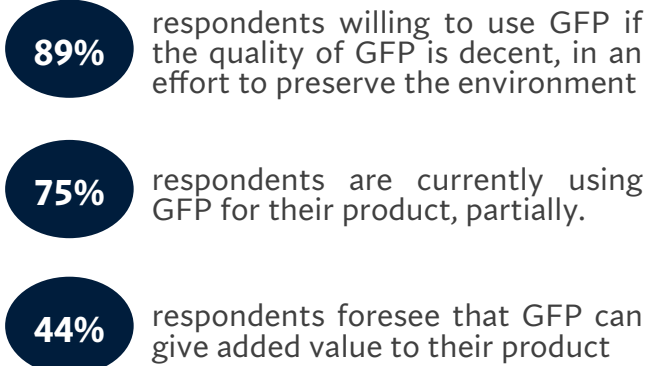 89%
respondents willing to use GFP if
the quality of GFP is decent, in an
effort to preserve the environment
75%
respondents are currently using
GFP for their product, partially.
44%
respondents foresee that GFP can
give added value to their product